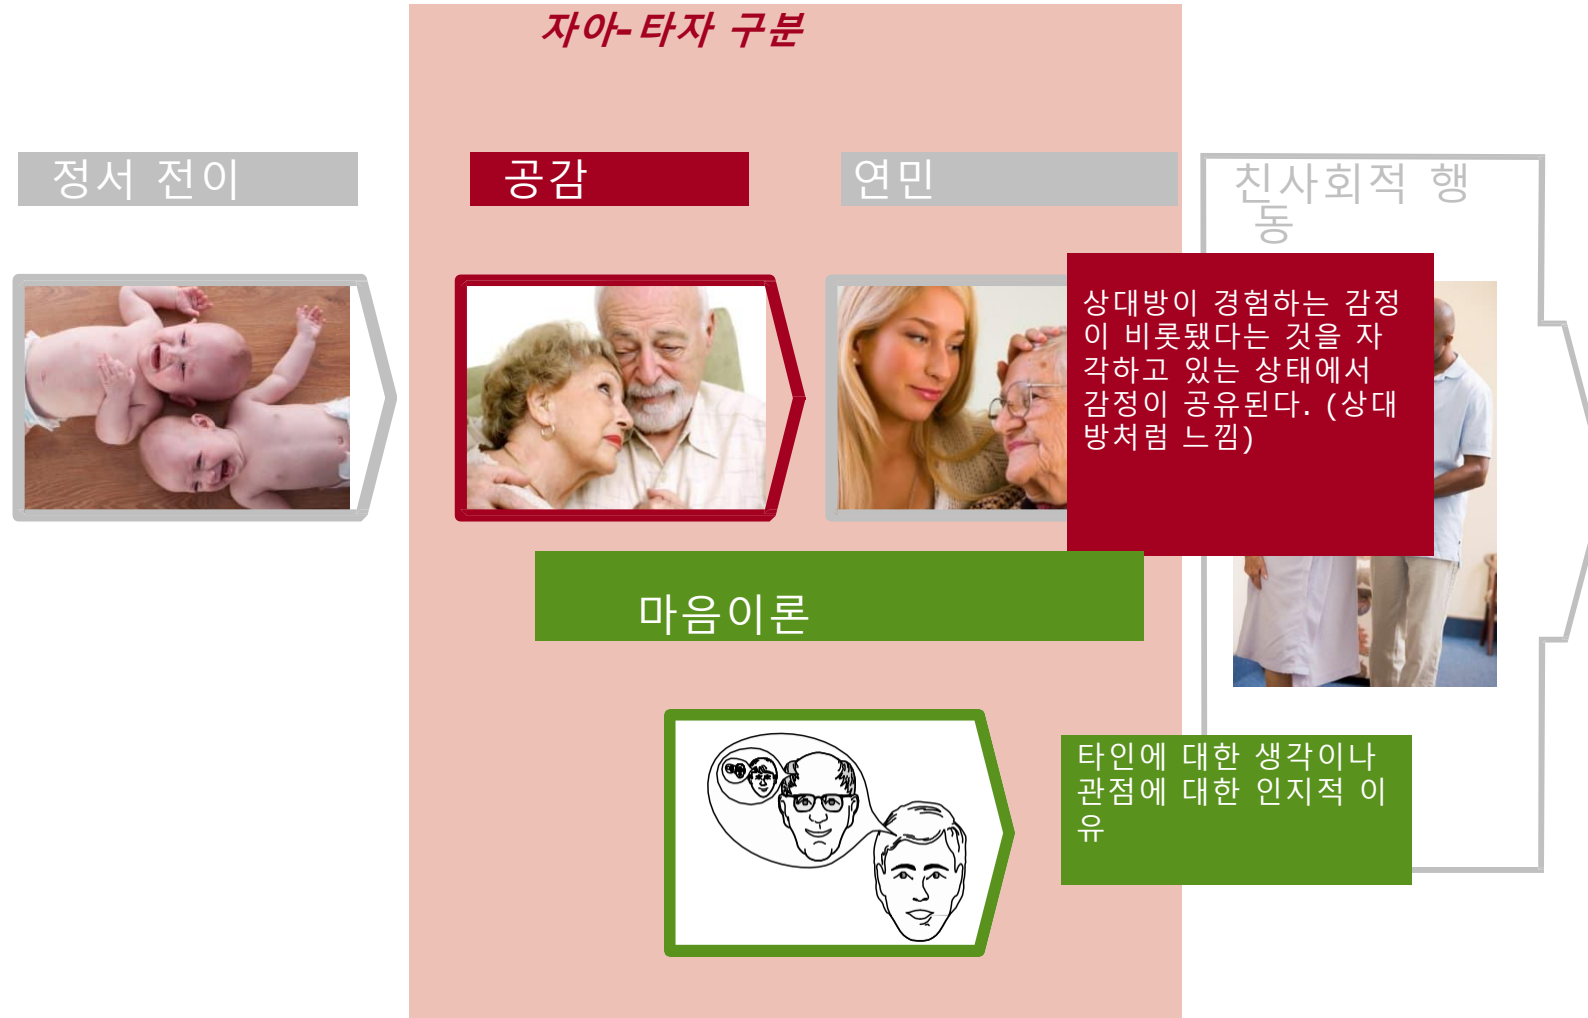 자아-타자 구분
정서 전이
공감
연민
친사회적 행
동
상대방이 경험하는 감정
이 비롯됐다는 것을 자
각하고 있는 상태에서
감정이 공유된다. (상대
방처럼 느낌)
마음이론
타인에 대한 생각이나
관점에 대한 인지적 이
유